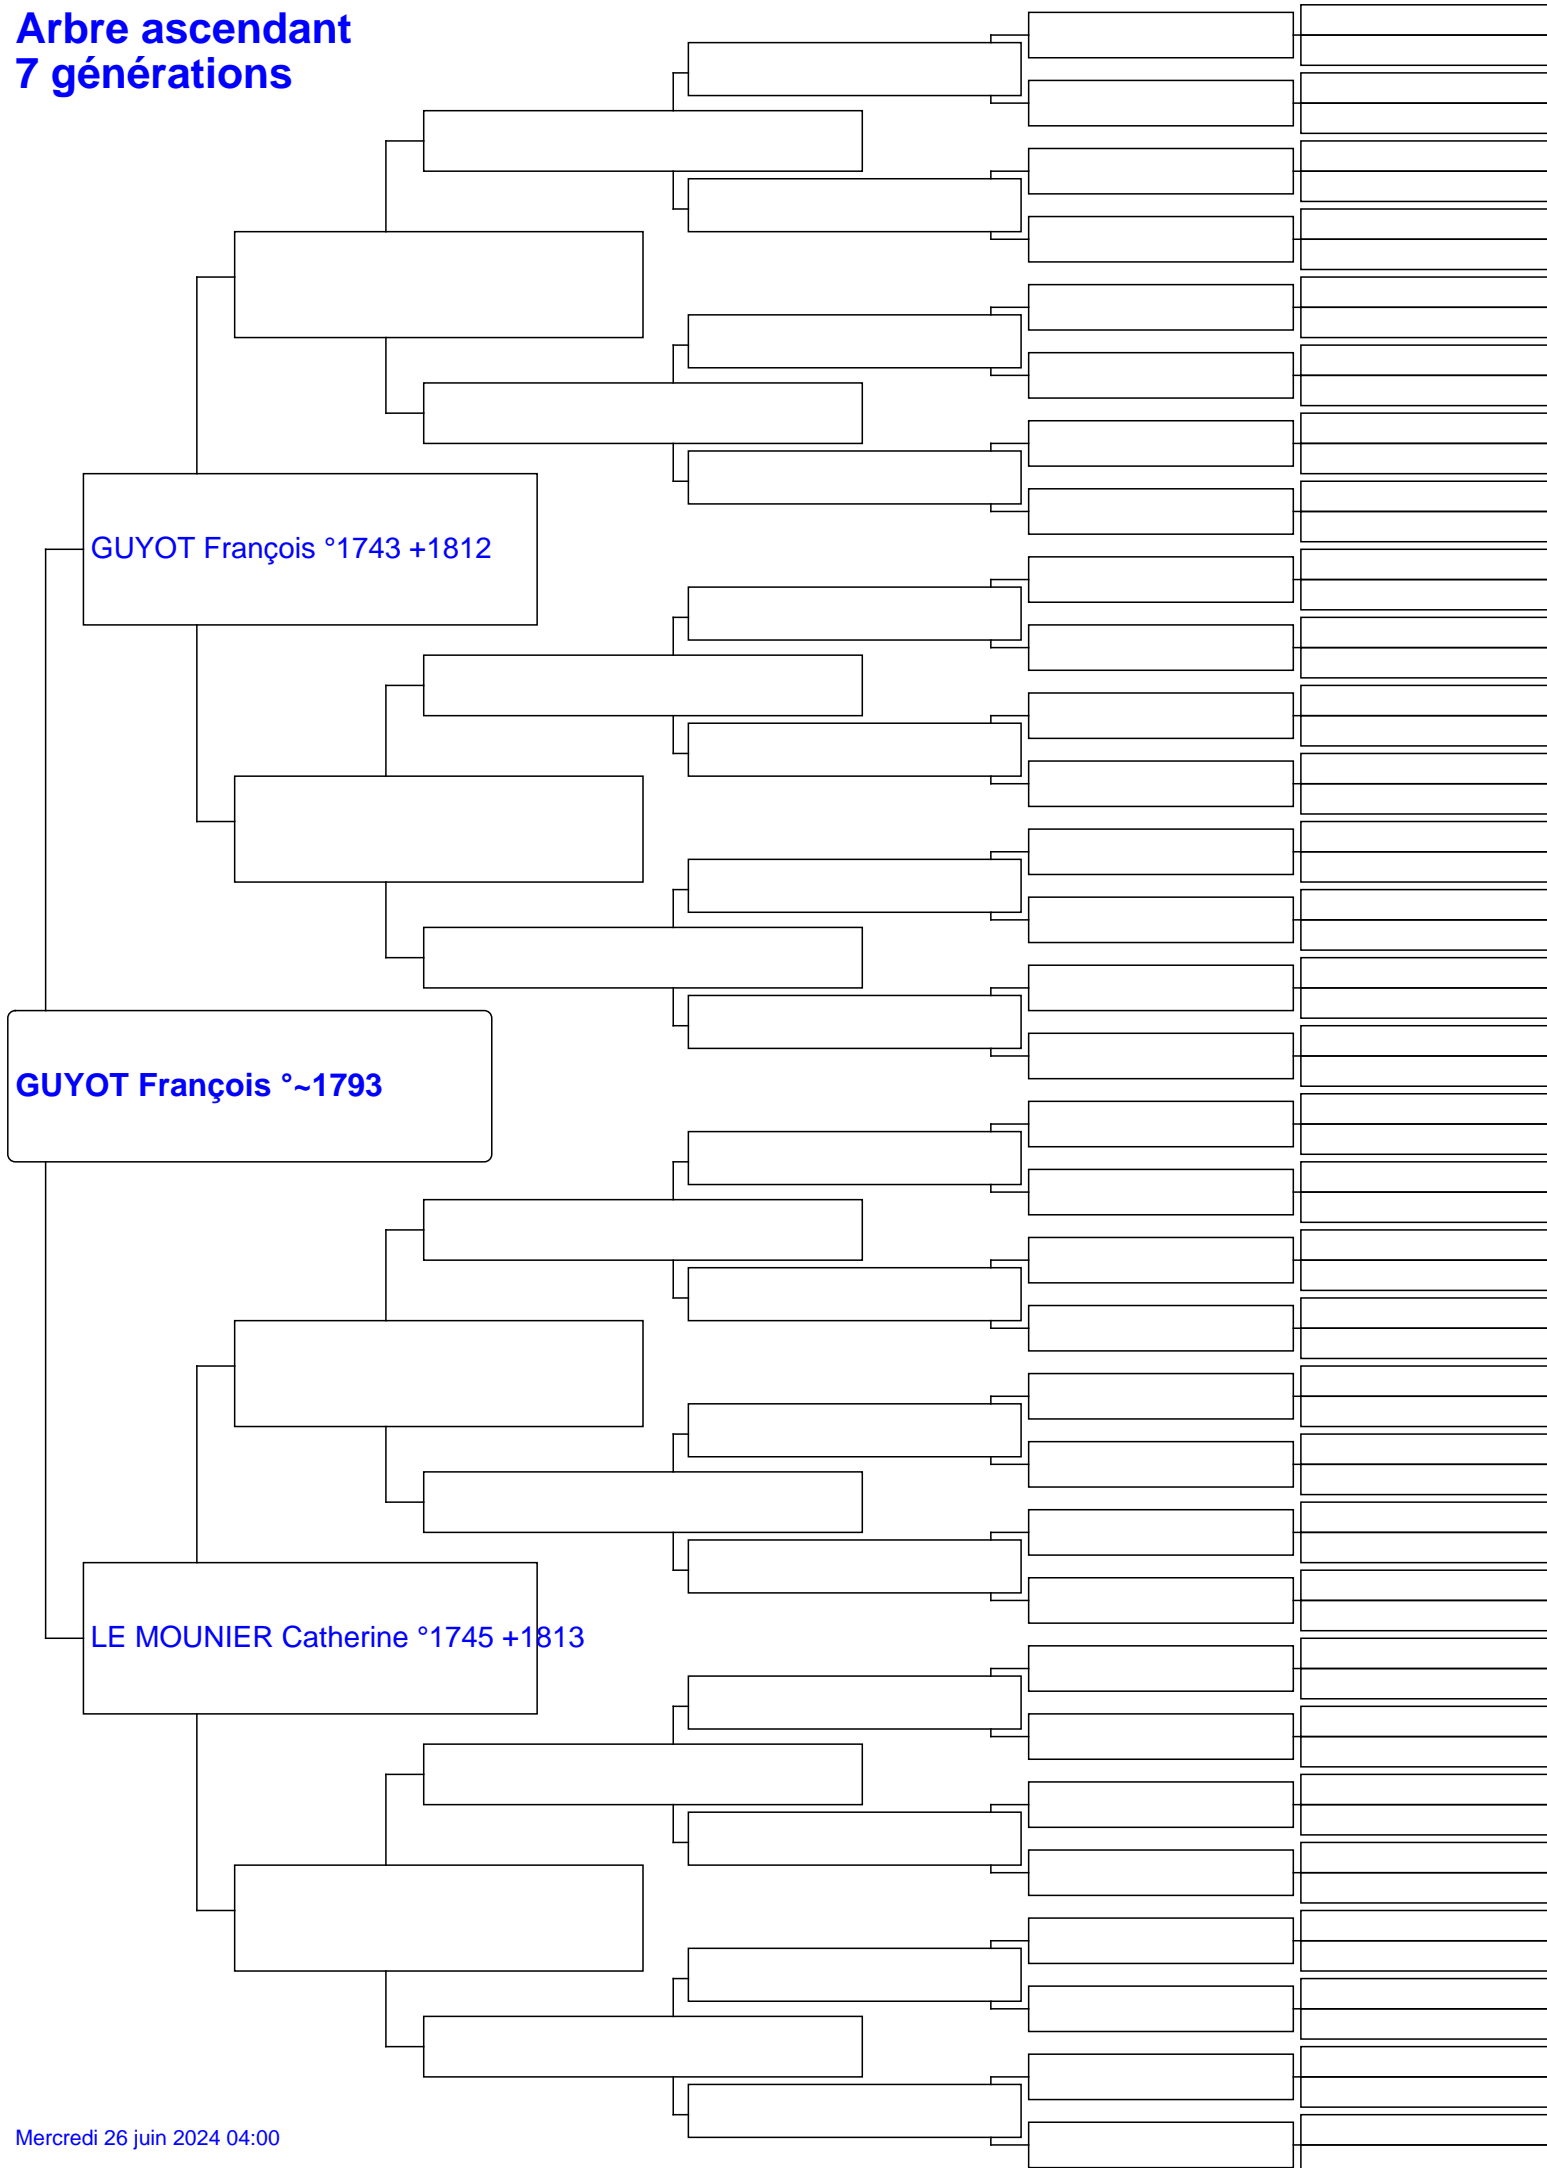 Arbre ascendant
7 générations
GUYOT François °1743 +1812
GUYOT François °~1793
LE MOUNIER Catherine °1745 +1813
Mercredi 26 juin 2024 04:00